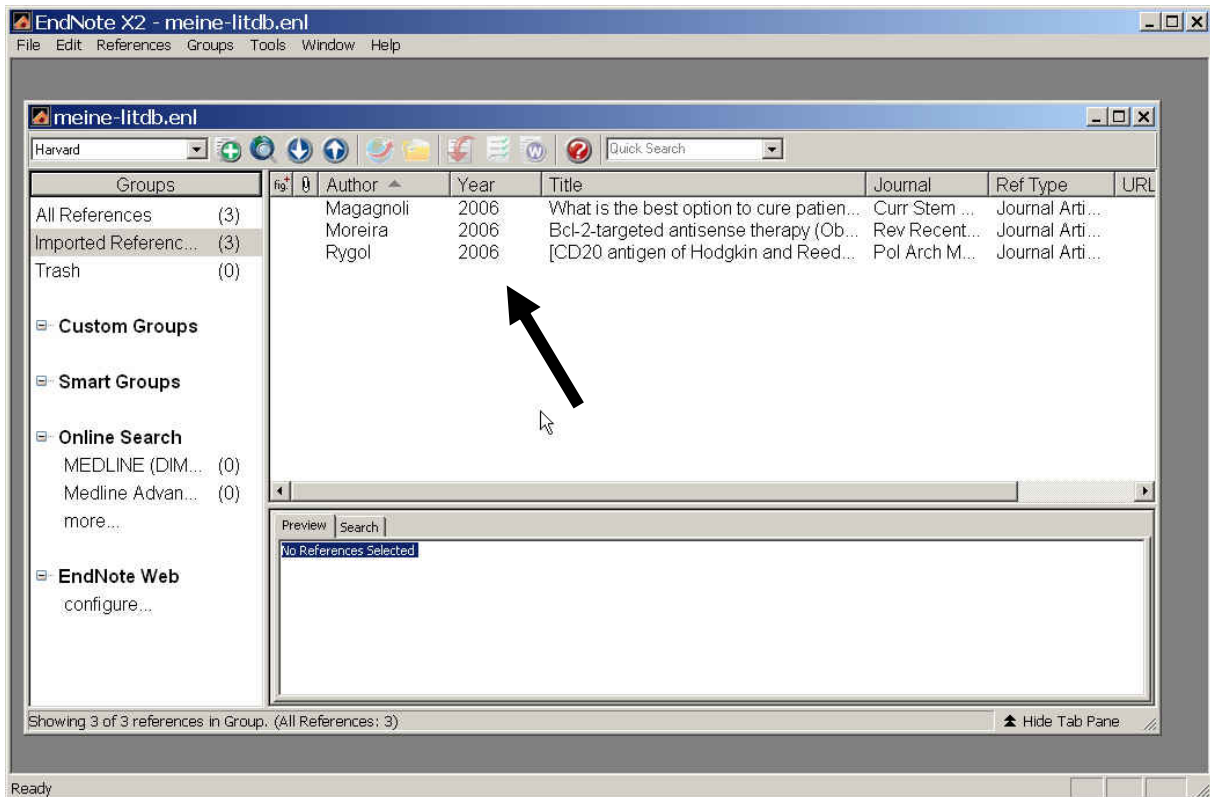 EndNote X2 - meine-litdb.enl
File Edit References Groups Tools Window Help
meine-litdb.enl
Harvard Quick Search
Groups
All References (3)
Imported Referenc... (3)
Trash (0)
Custom Groups
Smart Groups
Online Search
MEDLINE (DIM... (0)
Medline Advan... (0)
more...
EndNote Web
configure...
fig+ Author Year Title Journal Ref Type URL
Magagnoli 2006 What is the best option to cure patien... Curr Stem ... Journal Arti...
Moreira 2006 Bcl-2-targeted antisense therapy (Ob... Rev Recent... Journal Arti...
Rygol 2006 [CD20 antigen of Hodgkin and Reed... Pol Arch M... Journal Arti...
Preview Search
No References Selected
Showing 3 of 3 references in Group. (All References: 3) Hide Tab Pane
Ready